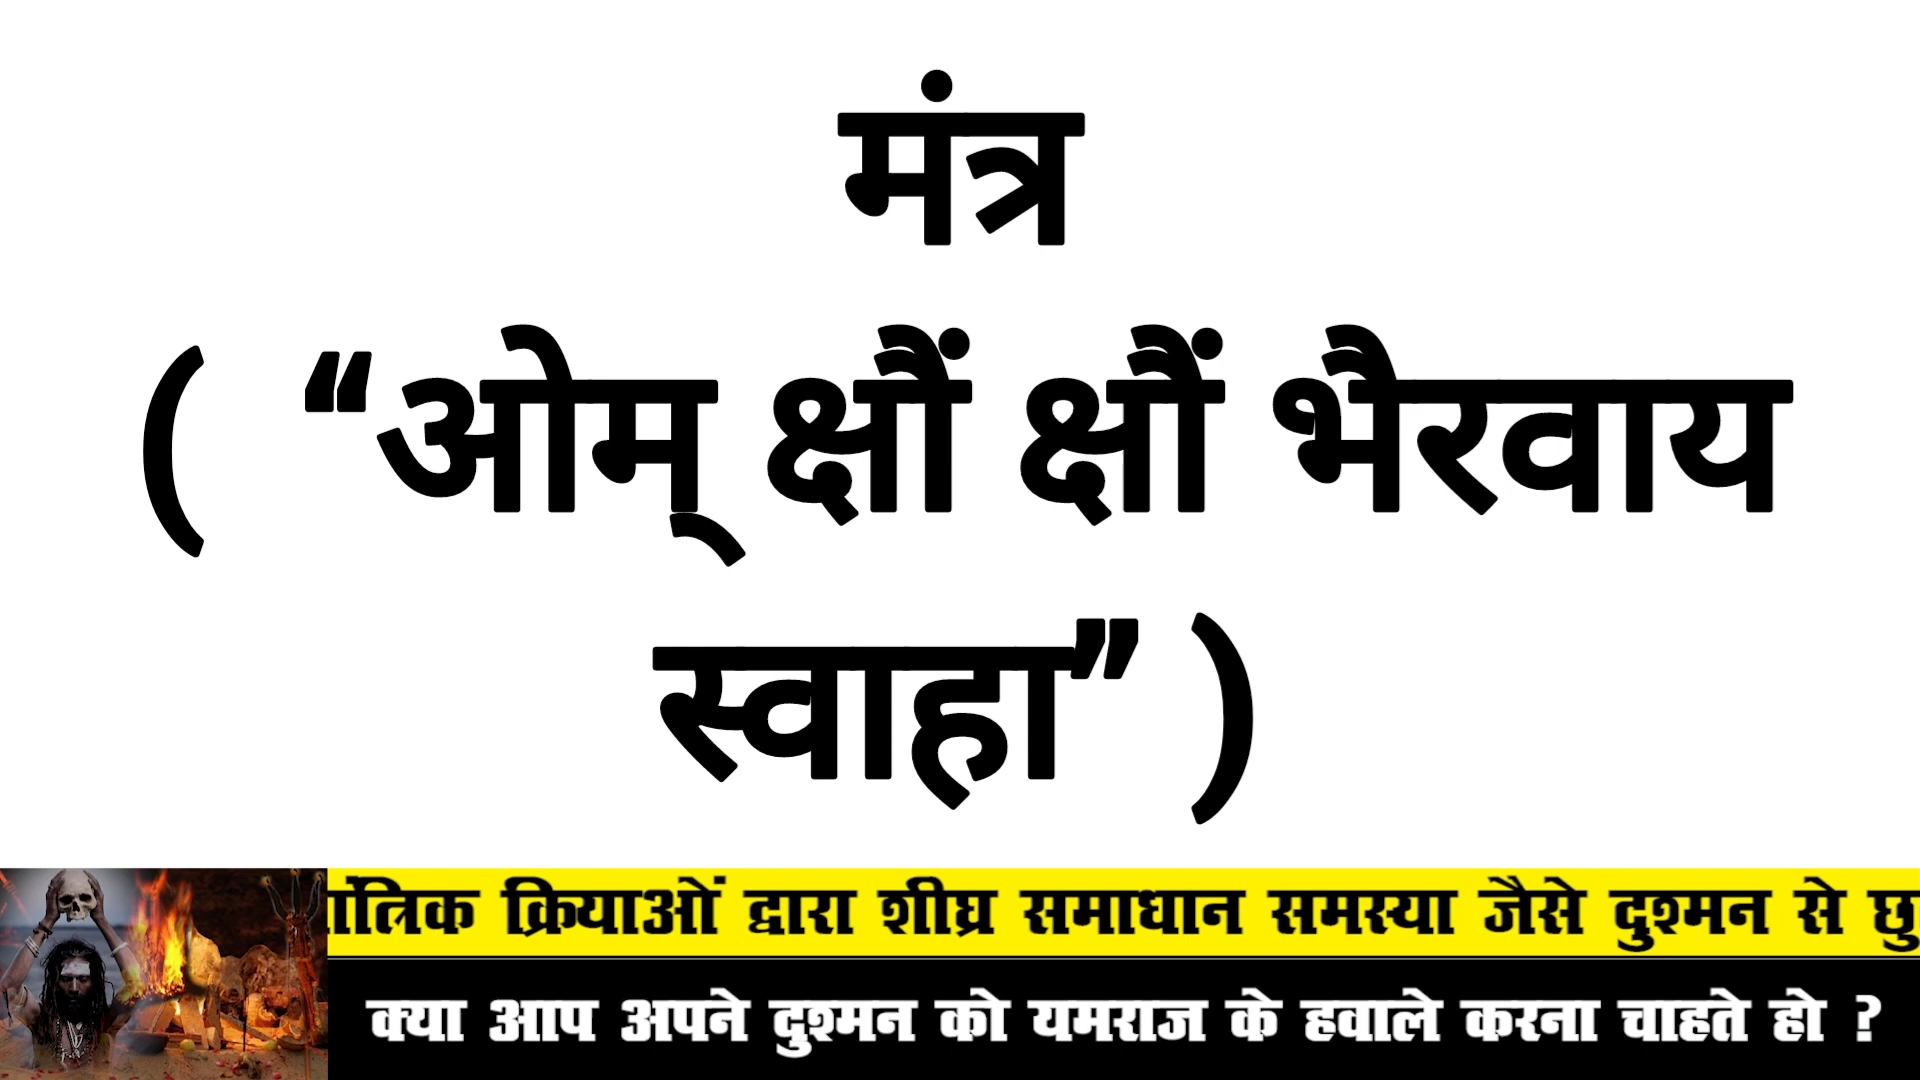 मंत्र
( “ओम् क्षौं क्षौं भैरवाय
स्वाहा” )
क्रियाओं द्वारा शीघ्र समाधान समस्या जैसे दुश्मन से
क्या आप अपने दुश्मन को यमराज के हवाले करना चाहते हो ?